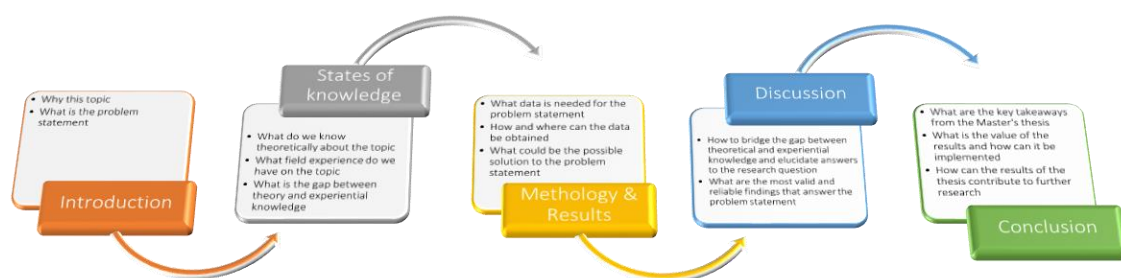 • Why this topic
• What is the problem
statement
Introduction
States of
knowledge
• What do we know
theoretically about the topic
• What field experience do we
have on the topic
• What is the gap between
theory and experiential
knowledge
• What data is needed for the
problem statement
• How and where can the data
be obtained
• What could be the possible
solution to the problem
statement
Methology &
Results
Discussion
• How to bridge the gap between
theoretical and experiential
knowledge and elucidate answers
to the research question
• What are the most valid and
reliable findings that answer the
problem statement
• What are the key takeaways
from the Master's thesis
• What is the value of the
results and how can it be
implemented
• How can the results of the
thesis contribute to further
research
Conclusion